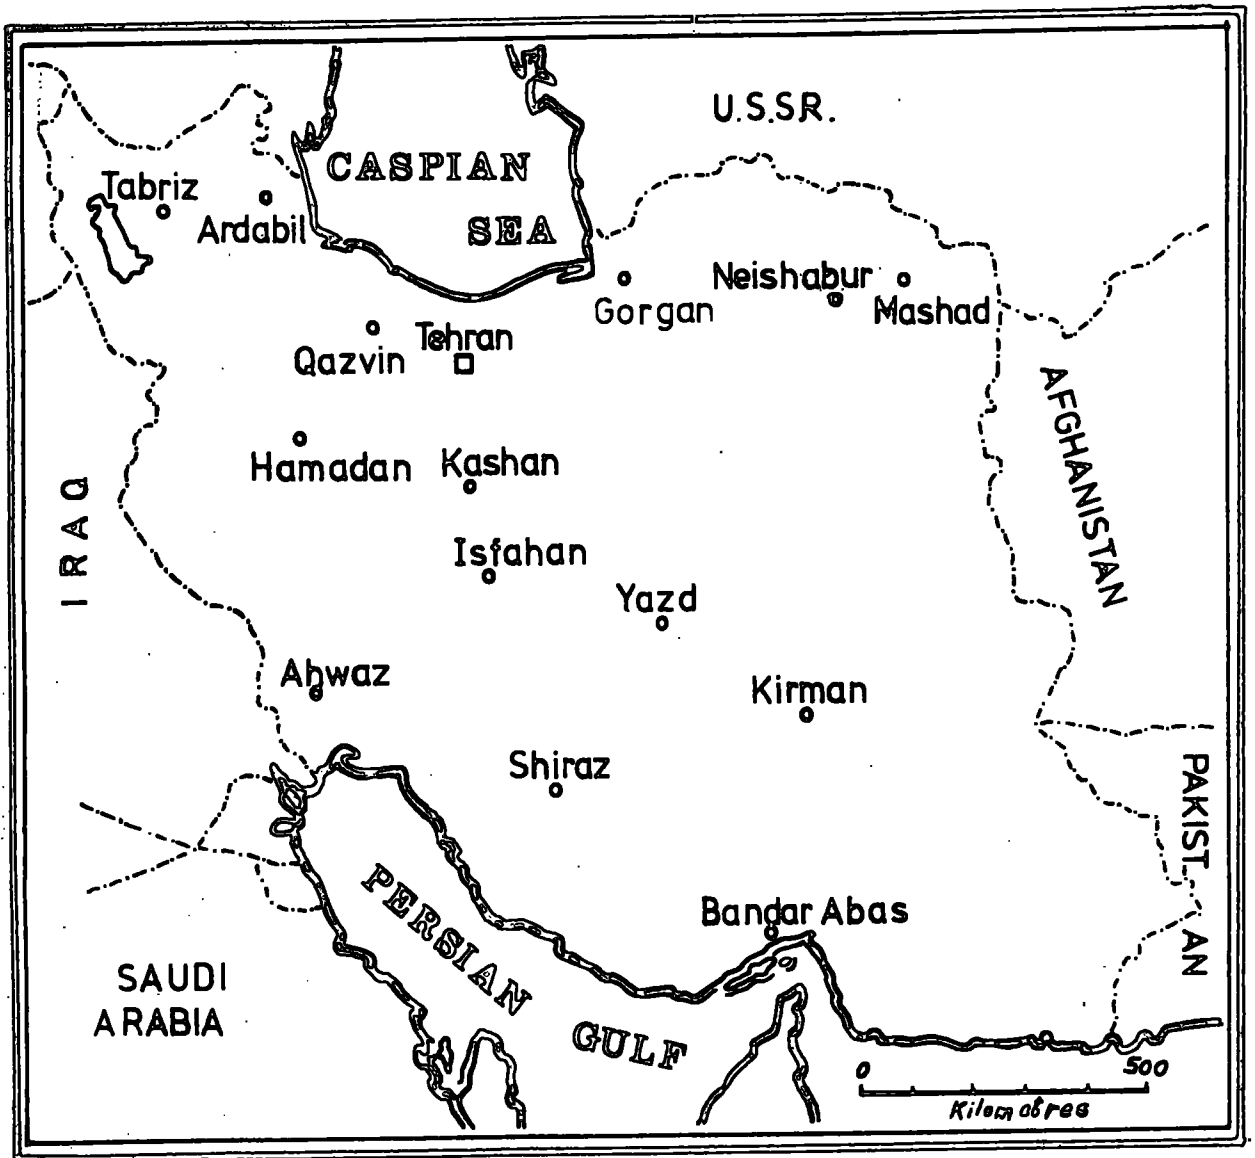 U.S.S.R.
CASPIAN
SEA
Tabriz
Ardabil
Gorgan
Neishabur
Mashad
Qazvin
Tehran
Hamadan
Kashan
AFGHANISTAN
IRAQ
Isfahan
Yazd
Ahwaz
Kirman
Shiraz
PAKISTAN
PERSIAN
GULF
Bandar Abas
SAUDI
ARABIA
0 500
Kilometres